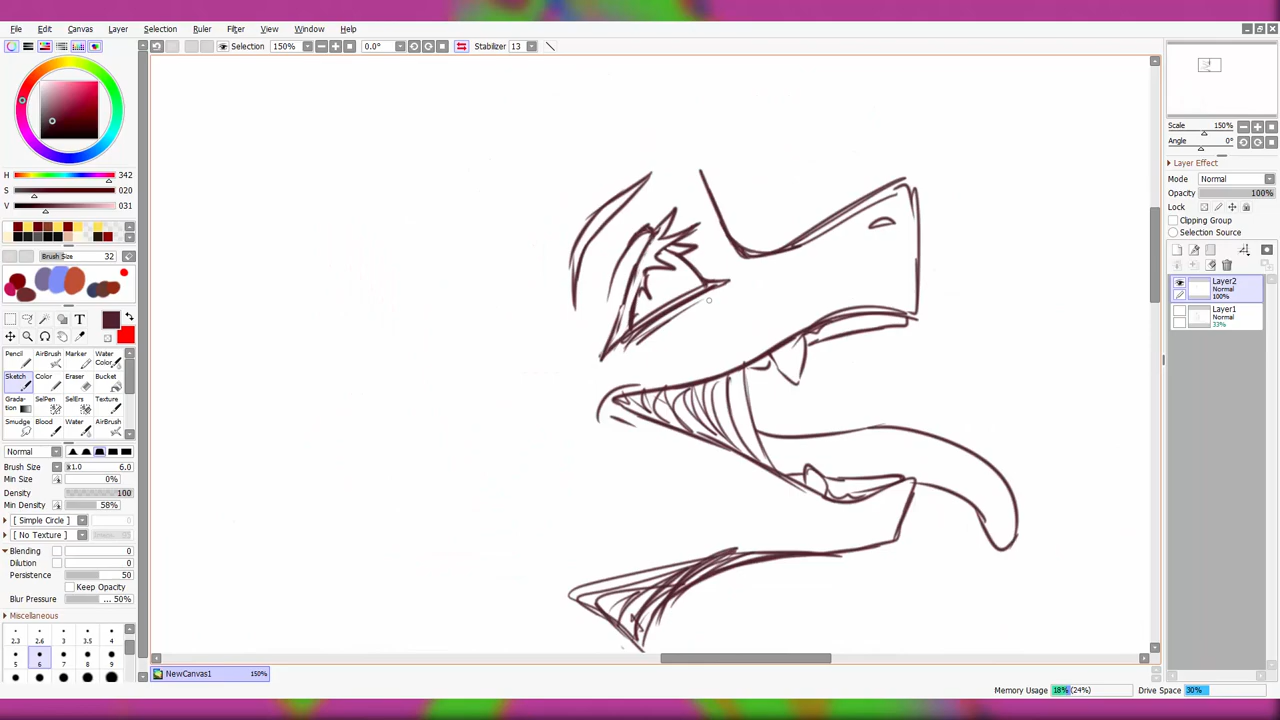 File Edit Canvas Layer Selection Ruler Filter View Window Help
Selection 150% 0.0° Stabilizer 13
Scale 150%
Angle 0°
Layer Effect
Mode Normal
Opacity 100%
Lock
Clipping Group
Selection Source
Layer2
Normal
100%
Layer1
Normal
33%
H 342
S 020
V 031
Brush Size 32
Pencil AirBrush Marker Water
Color
Sketch Color Eraser Bucket
Grada-
tion SelPen SelErs Texture
Smudge Blood Water AirBrush
Normal
Brush Size x1.0 6.0
Min Size 0%
Density 100
Min Density 58%
[ Simple Circle ]
[ No Texture ]
Blending 0
Dilution 0
Persistence 50
Keep Opacity
Blur Pressure ... 50%
Miscellaneous
2.3 2.6 3 3.5 4
5 6 7 8 9
NewCanvas1 150%
Memory Usage 18% (24%) Drive Space 30%